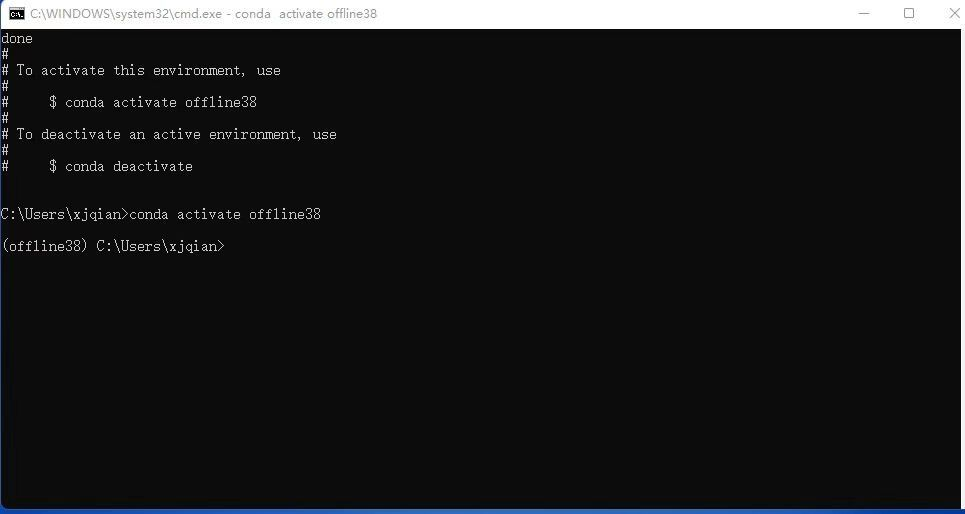 C:\WINDOWS\system32\cmd.exe - conda  activate offline38
done
#
# To activate this environment, use
#
#     $ conda activate offline38
#
# To deactivate an active environment, use
#
#     $ conda deactivate
C:\Users\xjqian>conda activate offline38
(offline38) C:\Users\xjqian>